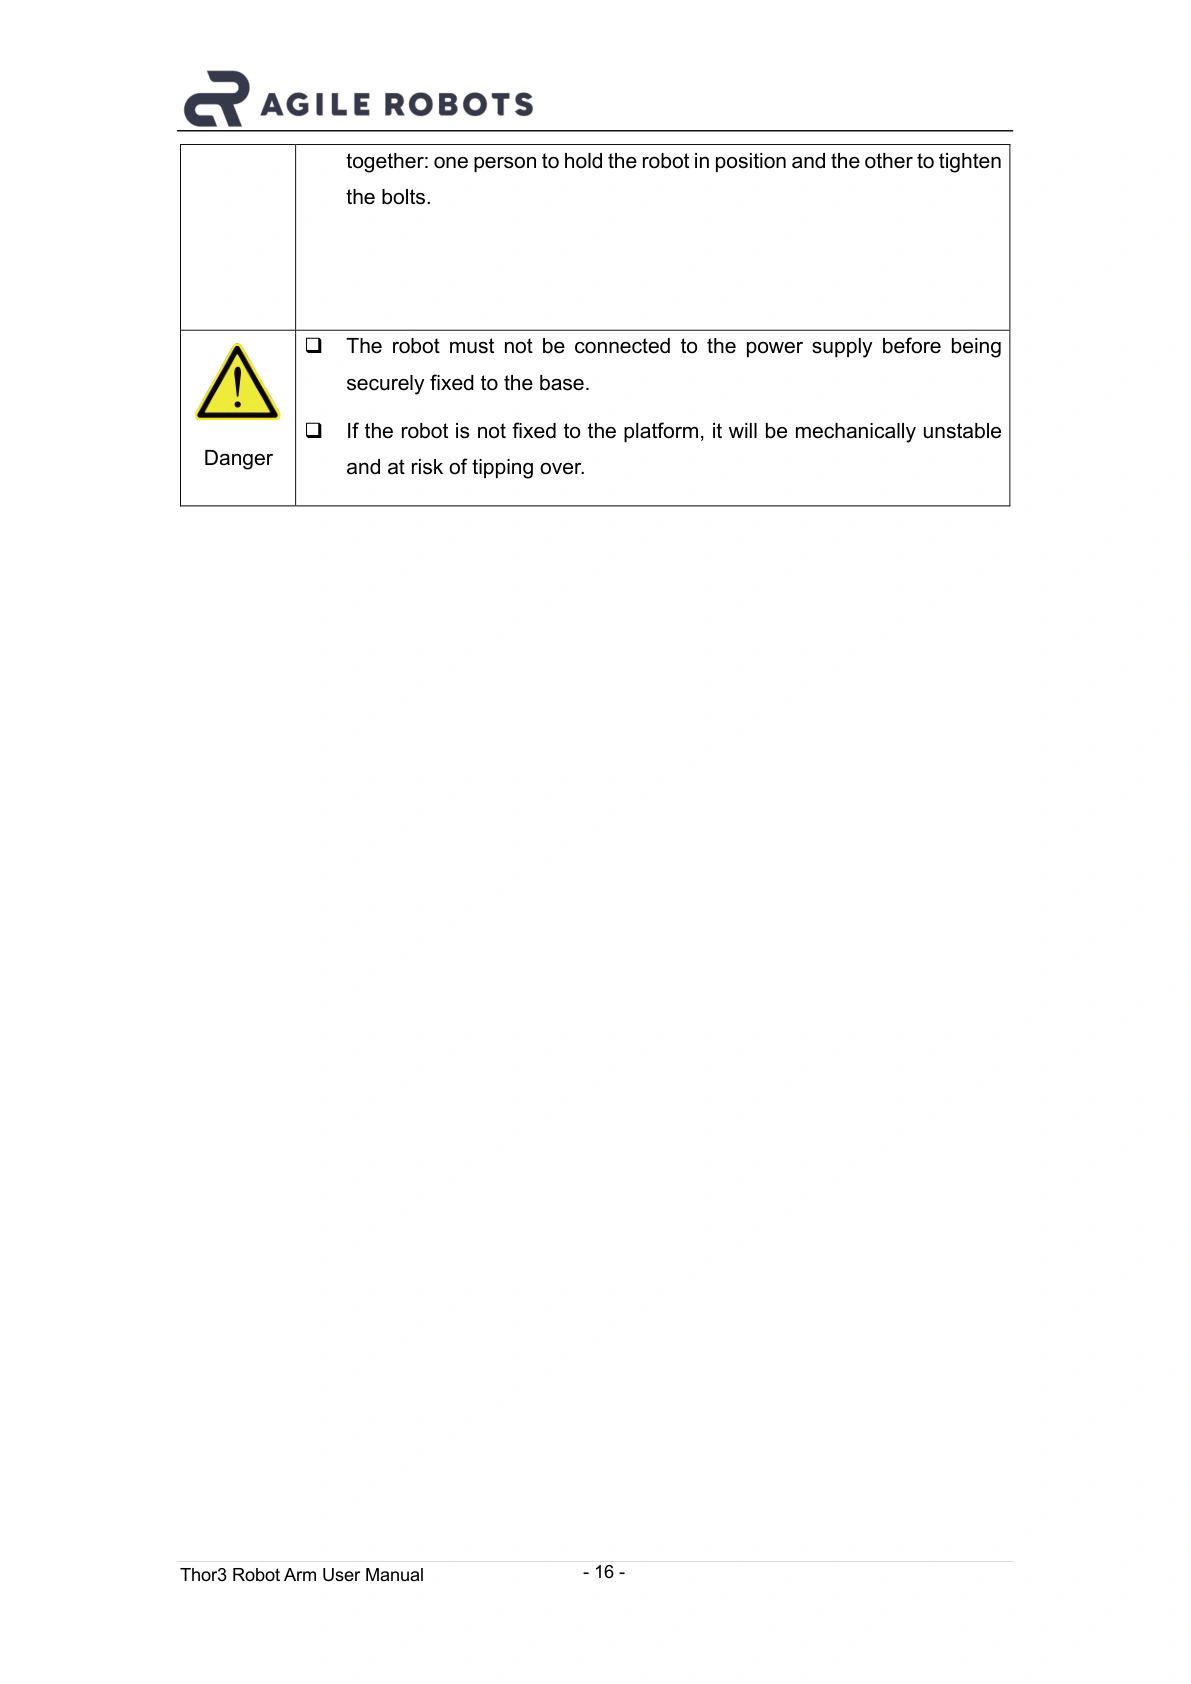 AGILE ROBOTS
together: one person to hold the robot in position and the other to tighten
the bolts.
Danger
❑ The robot must not be connected to the power supply before being
securely fixed to the base.
❑ If the robot is not fixed to the platform, it will be mechanically unstable
and at risk of tipping over.
Thor3 Robot Arm User Manual
- 16 -